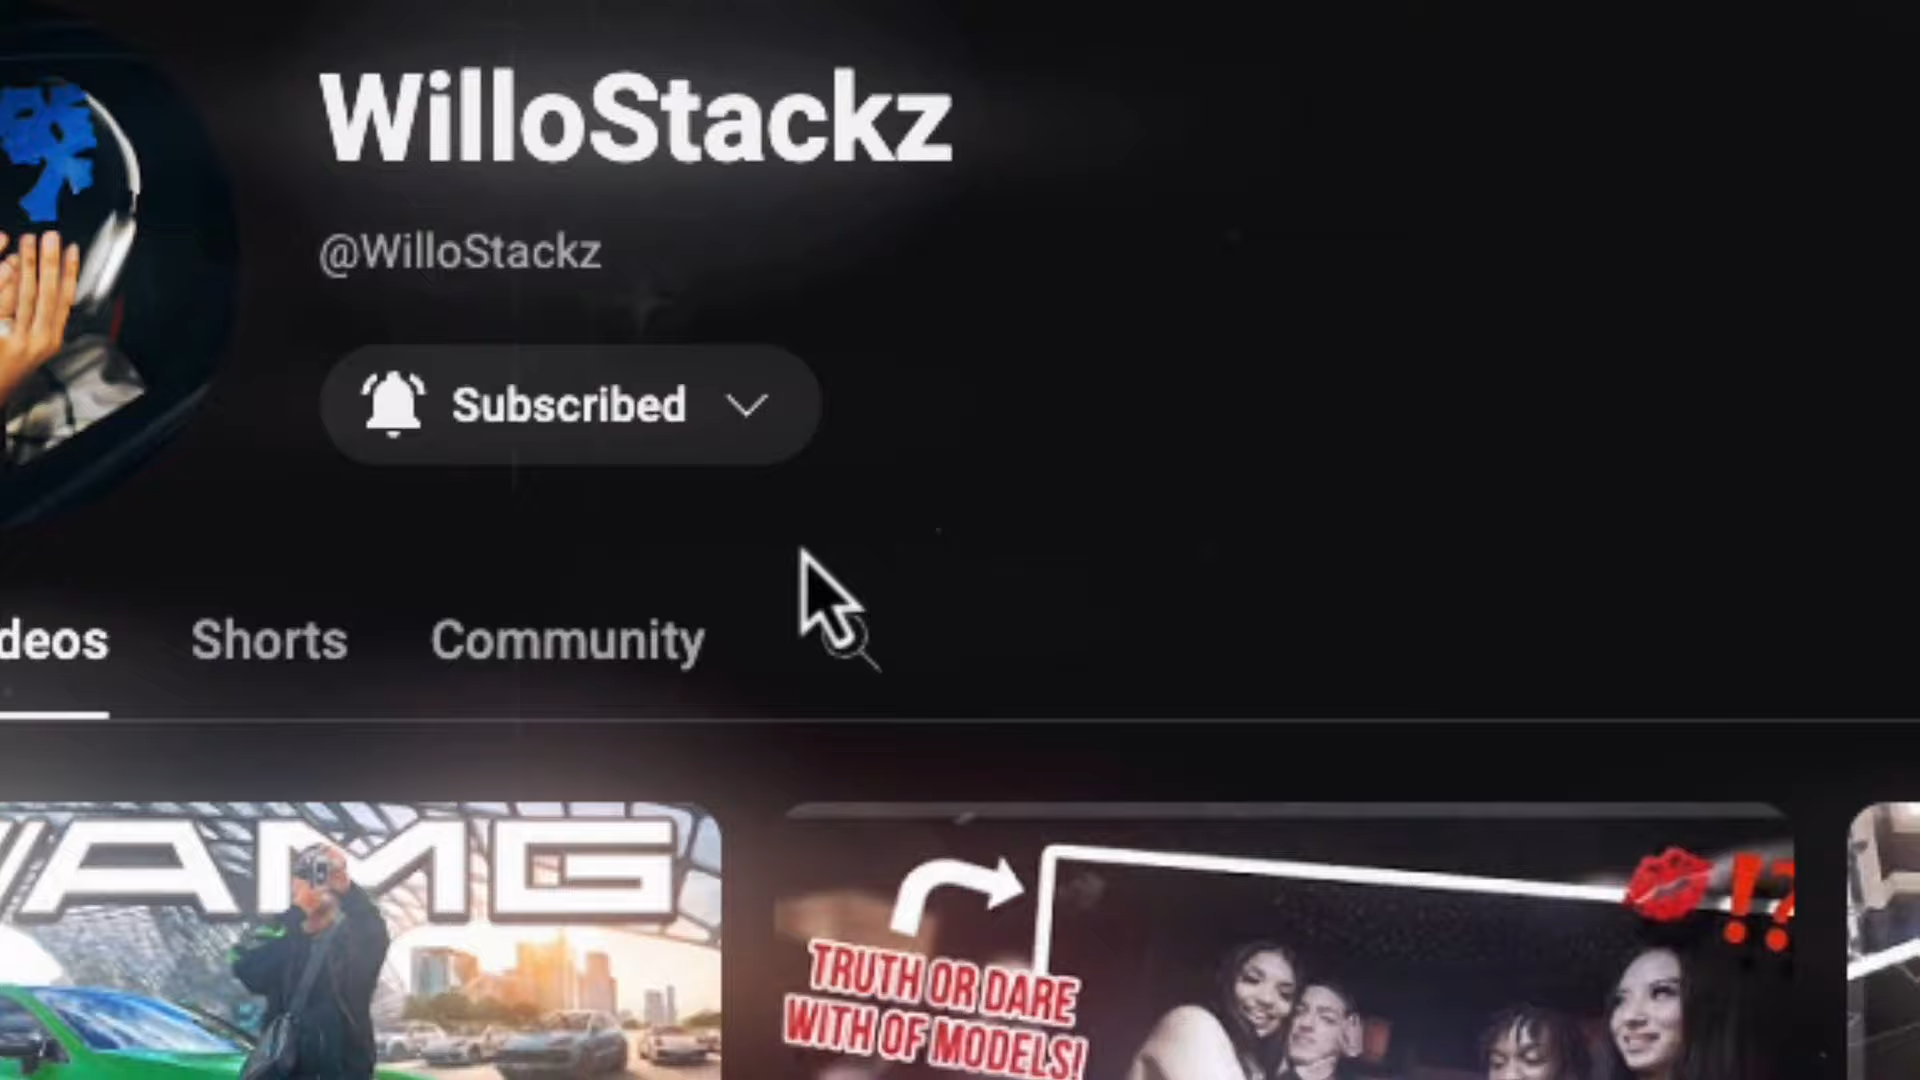 WilloStackz
@WilloStackz
Subscribed
deos
Shorts
Community
AMG
TRUTH OR DARE
WITH OF MODELS!
!?